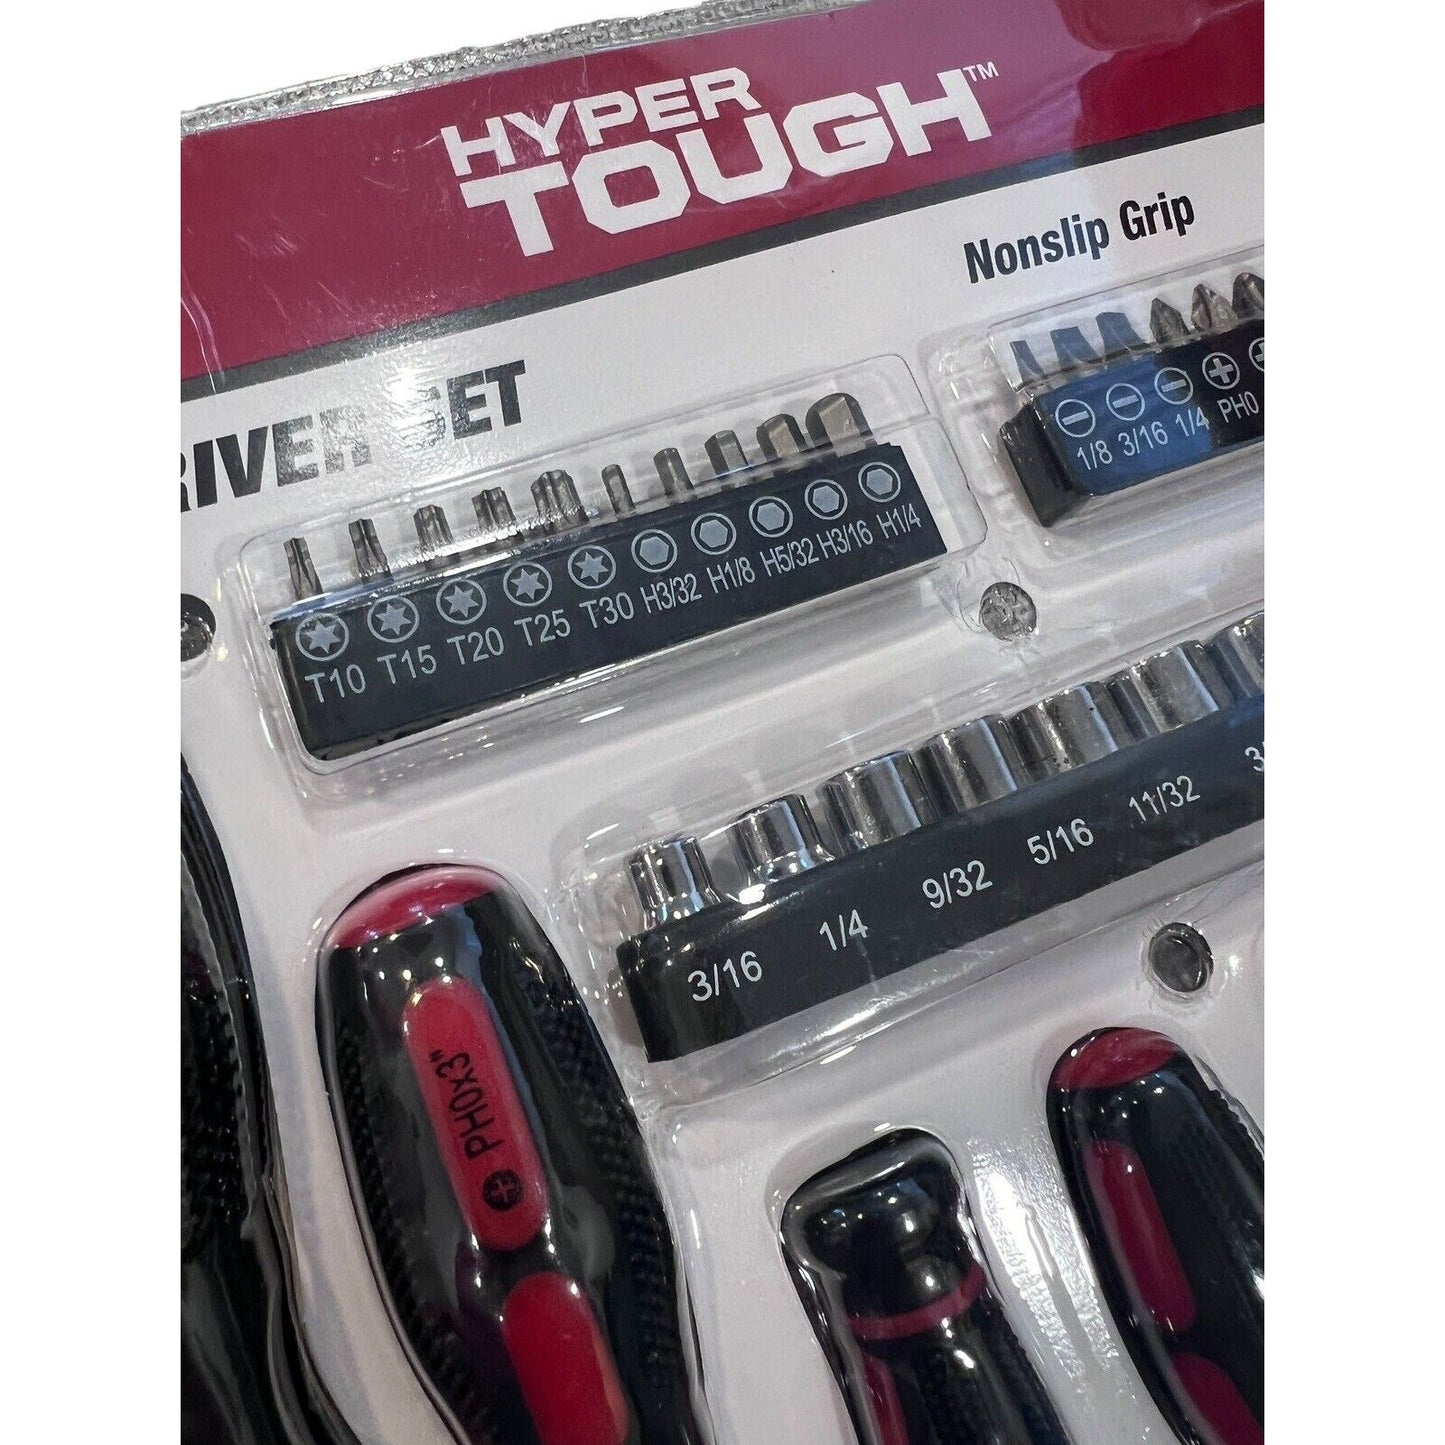 HYPER
TOUGH™
Nonslip Grip
RIVER SET
1/8 3/16 1/4 PH0
T10 T15 T20 T25 T30 H3/32 H1/8 H5/32 H3/16 H1/4
3/16 1/4 9/32 5/16 11/32
PH0x3"